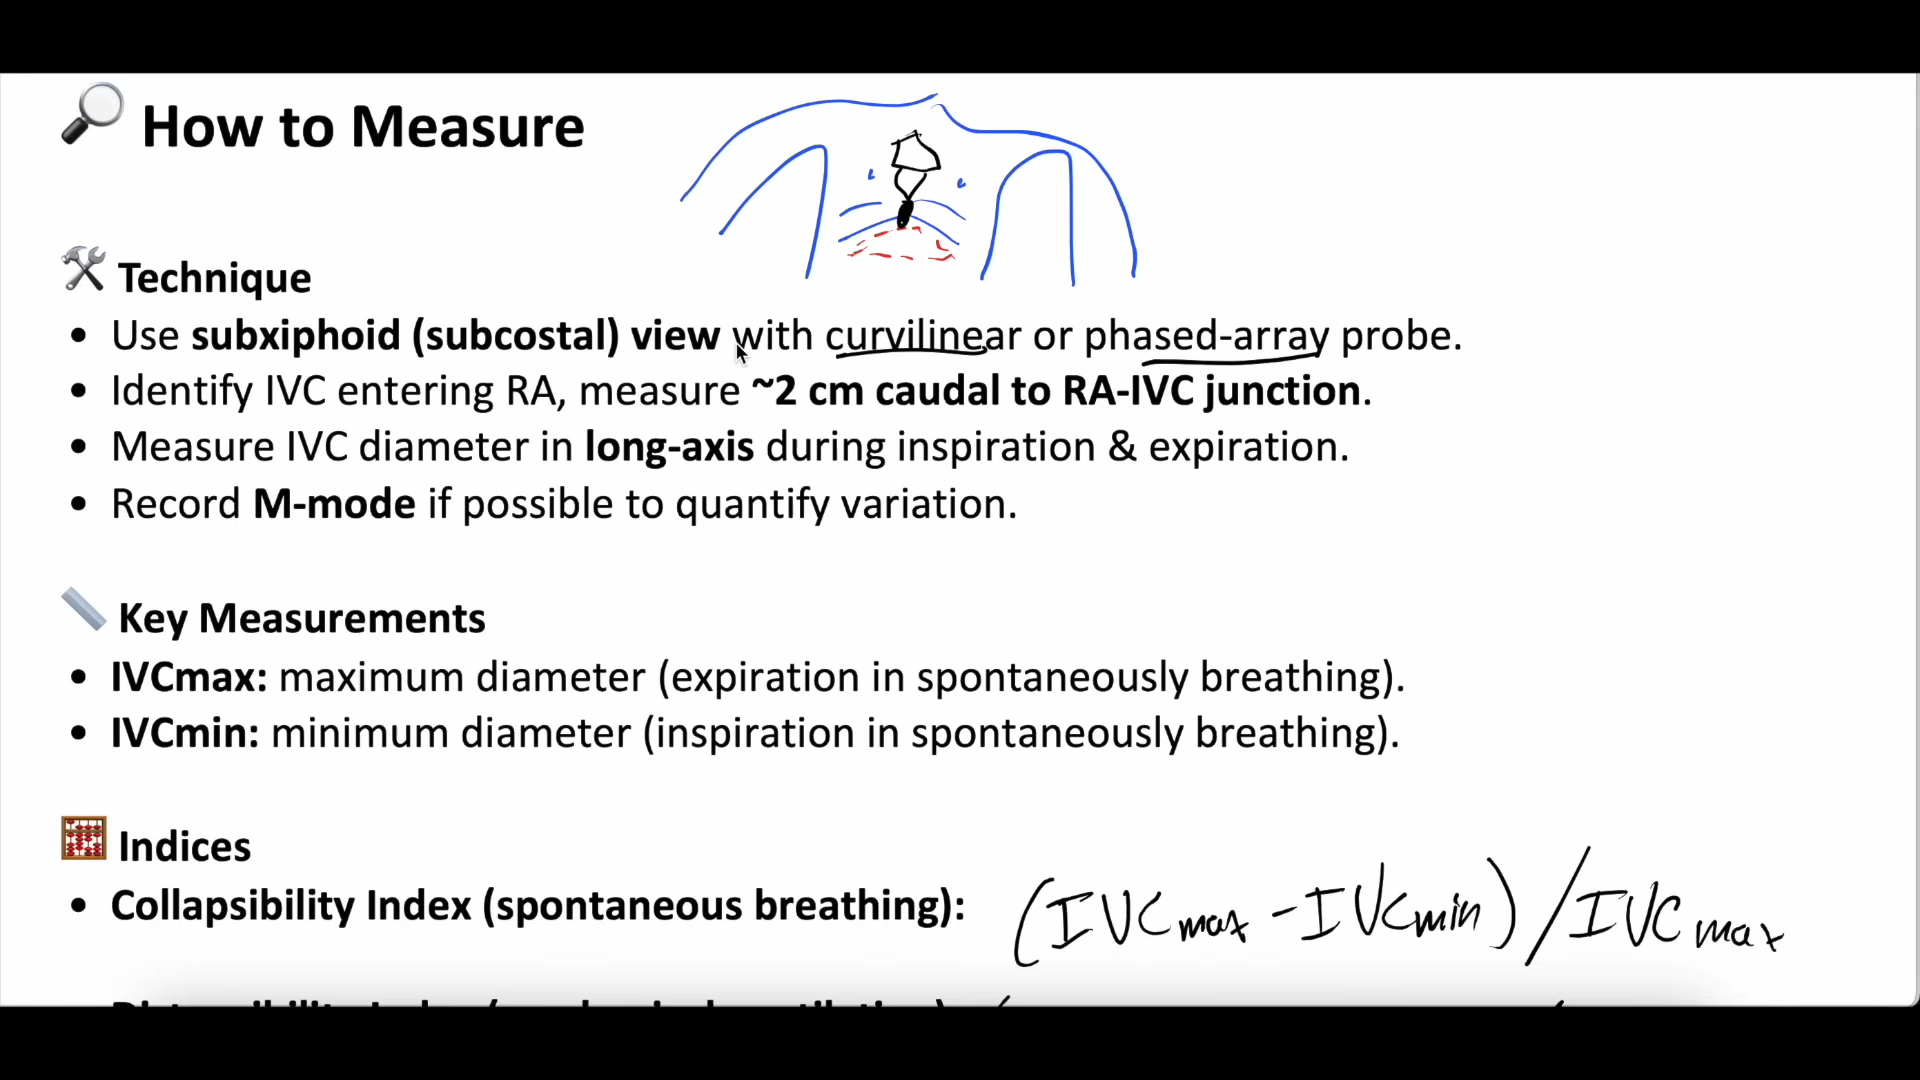 How to Measure
Technique
• Use subxiphoid (subcostal) view with curvilinear or phased-array probe.
• Identify IVC entering RA, measure ~2 cm caudal to RA-IVC junction.
• Measure IVC diameter in long-axis during inspiration & expiration.
• Record M-mode if possible to quantify variation.
Key Measurements
• IVCmax: maximum diameter (expiration in spontaneously breathing).
• IVCmin: minimum diameter (inspiration in spontaneously breathing).
Indices
• Collapsibility Index (spontaneous breathing): (IVCmax - IVCmin) / IVCmax